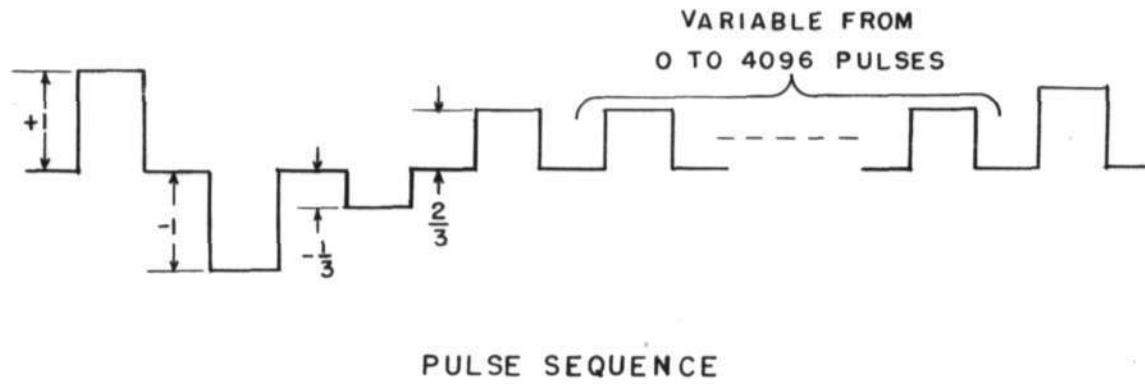 VARIABLE FROM
0 TO 4096 PULSES
+1
-1
-1/3
2/3
PULSE SEQUENCE